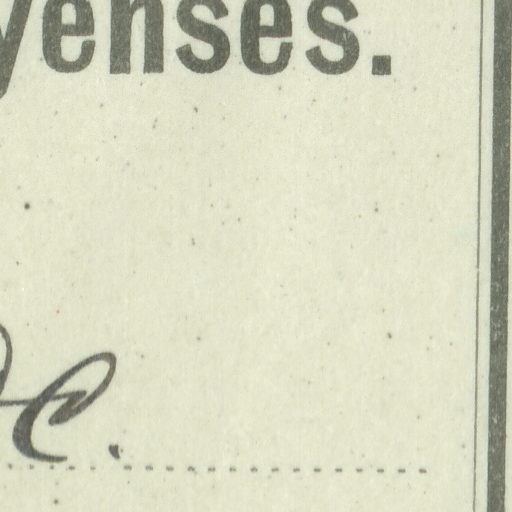 yenses.
&c.